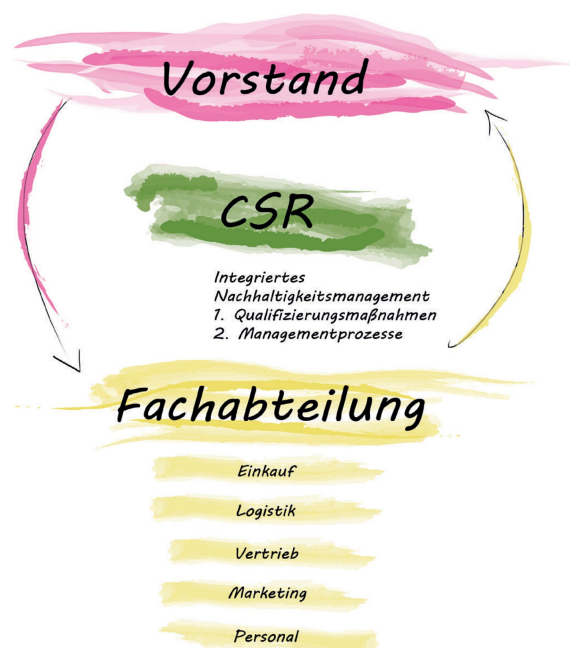 Vorstand
CSR
Integriertes
Nachhaltigkeitsmanagement
1. Qualifizierungsmaßnahmen
2. Managementprozesse
Fachabteilung
Einkauf
Logistik
Vertrieb
Marketing
Personal